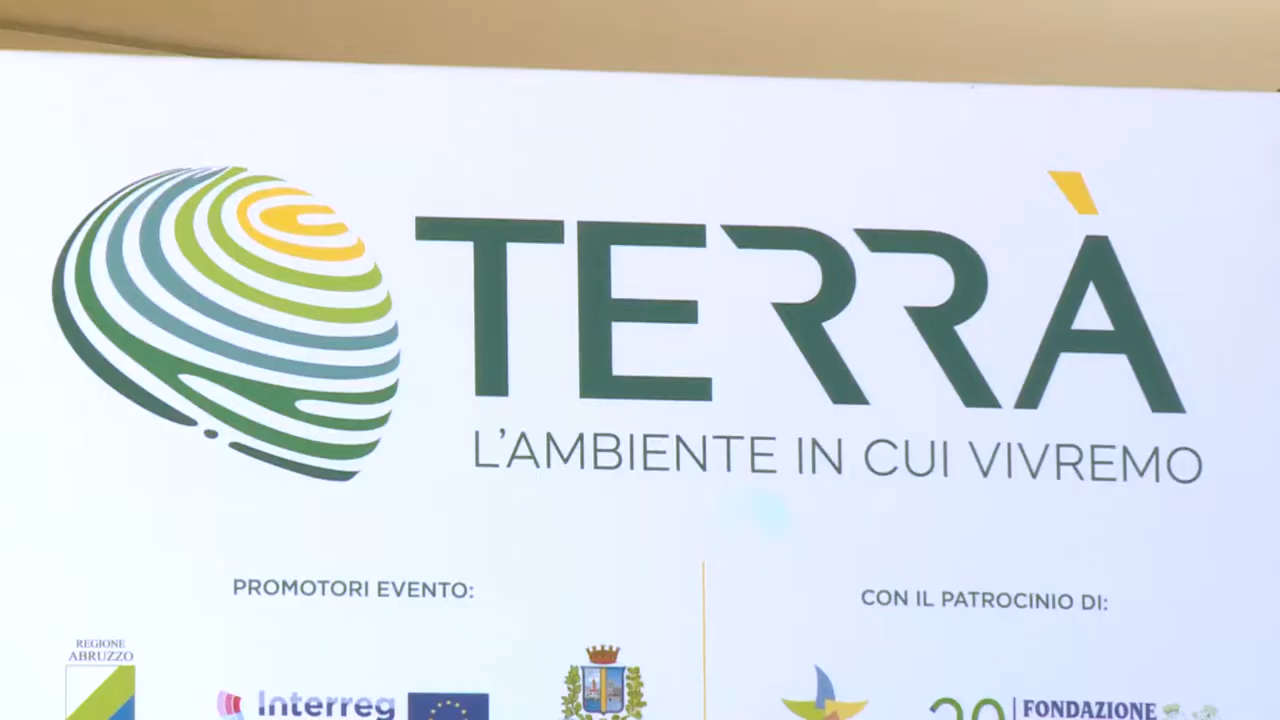 TERRÀ
L'AMBIENTE IN CUI VIVREMO
PROMOTORI EVENTO:
CON IL PATROCINIO DI:
REGIONE
ABRUZZO
Interreg
FONDAZIONE